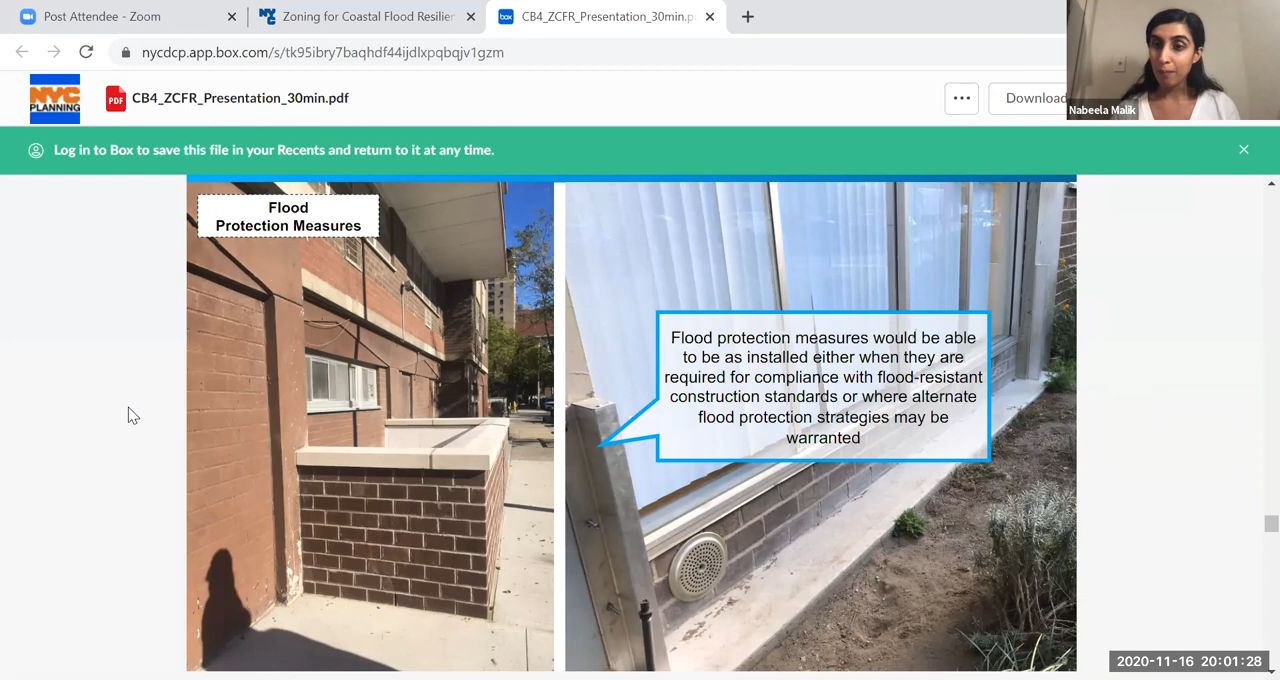 Post Attendee - Zoom
Zoning for Coastal Flood Resilier
CB4_ZCFR_Presentation_30min.p
nycdcp.app.box.com/s/tk95ibry7baqhdf44ijdlxpqbqjv1gzm
NYC
PLANNING
PDF
CB4_ZCFR_Presentation_30min.pdf
Download
Nabeela Malik
Log in to Box to save this file in your Recents and return to it at any time.
Flood
Protection Measures
Flood protection measures would be able
to be as installed either when they are
required for compliance with flood-resistant
construction standards or where alternate
flood protection strategies may be
warranted
2020-11-16 20:01:28